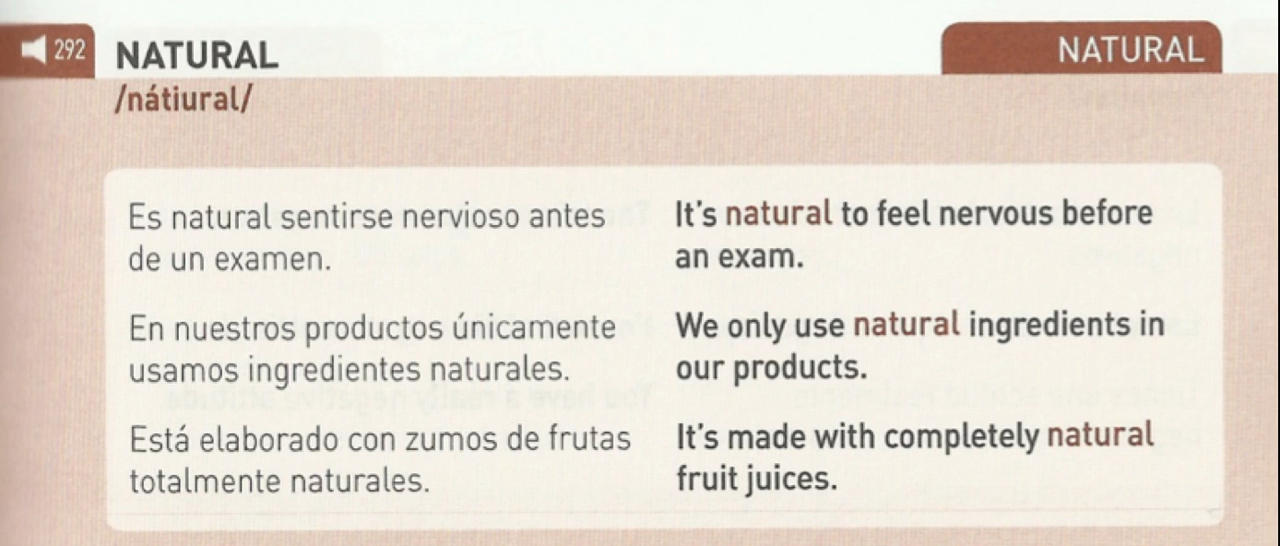 292
NATURAL
NATURAL
/nátiural/
Es natural sentirse nervioso antes
de un examen.
It's natural to feel nervous before
an exam.
En nuestros productos únicamente
usamos ingredientes naturales.
We only use natural ingredients in
our products.
Está elaborado con zumos de frutas
totalmente naturales.
It's made with completely natural
fruit juices.